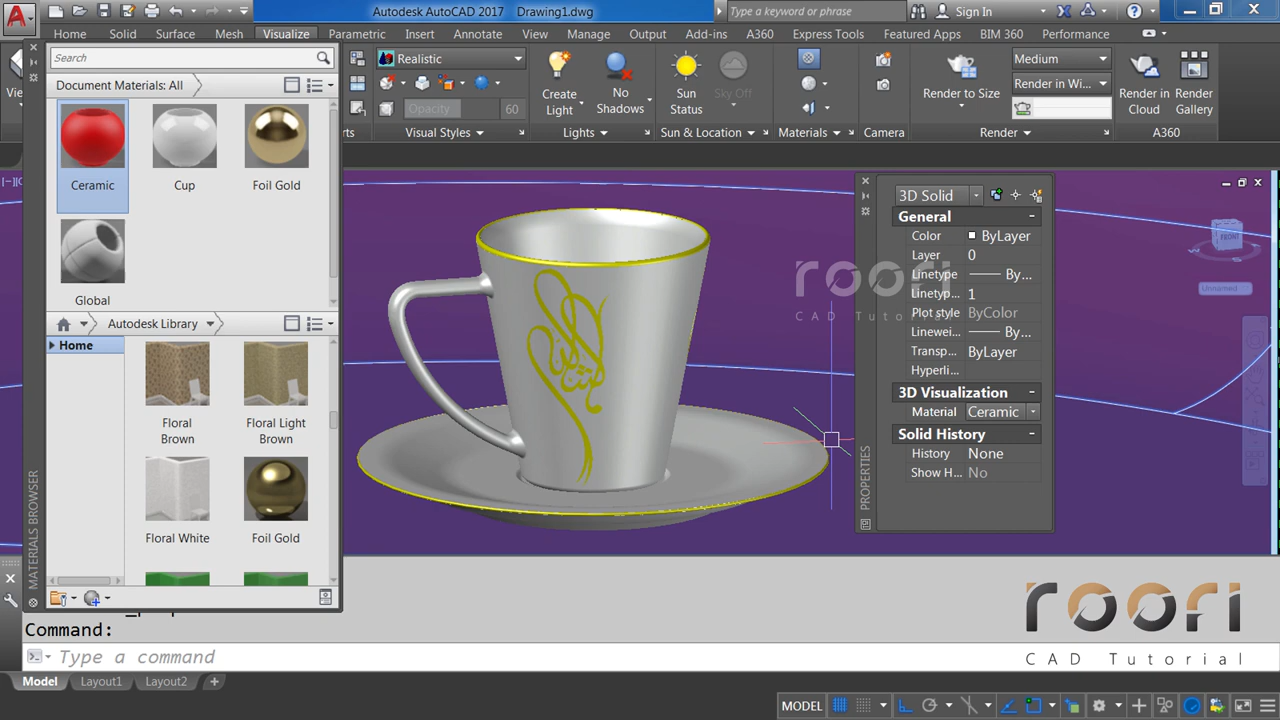 Autodesk AutoCAD 2017 Drawing1.dwg
Type a keyword or phrase
Sign In
Home Solid Surface Mesh Visualize Parametric Insert Annotate View Manage Output Add-ins A360 Express Tools Featured Apps BIM 360 Performance
Search
Document Materials: All
Ceramic
Cup
Foil Gold
Global
Autodesk Library
Home
Floral Brown
Floral Light Brown
Floral White
Foil Gold
MATERIALS BROWSER
Realistic
Opacity 60
Visual Styles
Create Light
No Shadows
Lights
Sun Status
Sky Off
Sun & Location
Materials
Camera
Render to Size
Medium
Render in Wi...
Render
Render in Cloud
Render Gallery
A360
roori
CAD Tuto
FRONT
Unnamed
3D Solid
General
Color ByLayer
Layer 0
Linetype By...
Linetyp... 1
Plot style ByColor
Linewei... By...
Transp... ByLayer
Hyperli...
3D Visualization
Material Ceramic
Solid History
History None
Show H... No
PROPERTIES
Command:
Type a command
Model Layout1 Layout2
MODEL
roori
CAD Tutorial